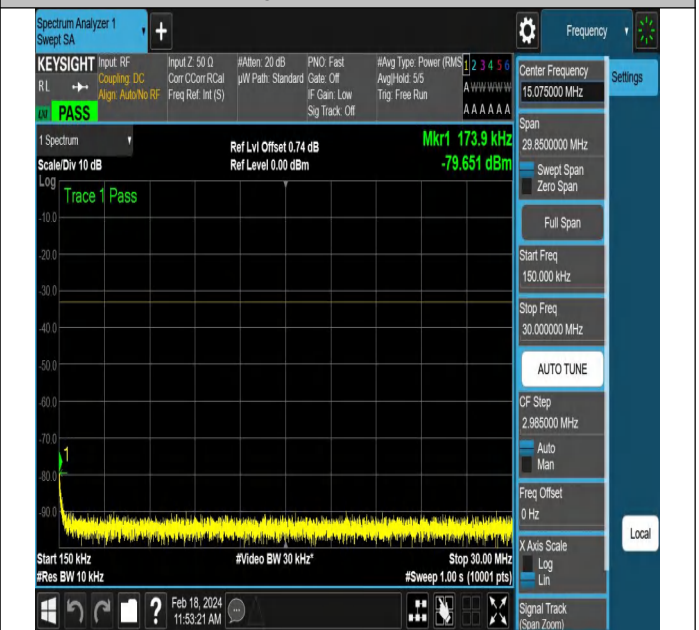 Spectrum Analyzer 1
Swept SA
+
Frequency
KEYSIGHT
RL
PASS
Input: RF
Coupling: DC
Align: Auto/No RF
Input Z: 50 Ω
Corr CCorr RCal
Freq Ref: Int (S)
#Atten: 20 dB
µW Path: Standard
PNO: Fast
Gate: Off
IF Gain: Low
Sig Track: Off
#Avg Type: Power (RMS
Avg|Hold: 5/5
Trig: Free Run
1 2 3 4 5 6
A W W W W W
A A A A A A
Center Frequency
15.075000 MHz
Settings
Span
29.8500000 MHz
Swept Span
Zero Span
Full Span
Start Freq
150.000 kHz
Stop Freq
30.000000 MHz
AUTO TUNE
CF Step
2.985000 MHz
Auto
Man
Freq Offset
0 Hz
X Axis Scale
Log
Lin
Signal Track
(Span Zoom)
Local
1 Spectrum
Scale/Div 10 dB
Log
Ref Lvl Offset 0.74 dB
Ref Level 0.00 dBm
Mkr1 173.9 kHz
-79.651 dBm
Trace 1 Pass
-10.0
-20.0
-30.0
-40.0
-50.0
-60.0
-70.0
1
-80.0
-90.0
Start 150 kHz
#Res BW 10 kHz
#Video BW 30 kHz*
Stop 30.00 MHz
#Sweep 1.00 s (10001 pts)
?
Feb 18, 2024
11:53:21 AM